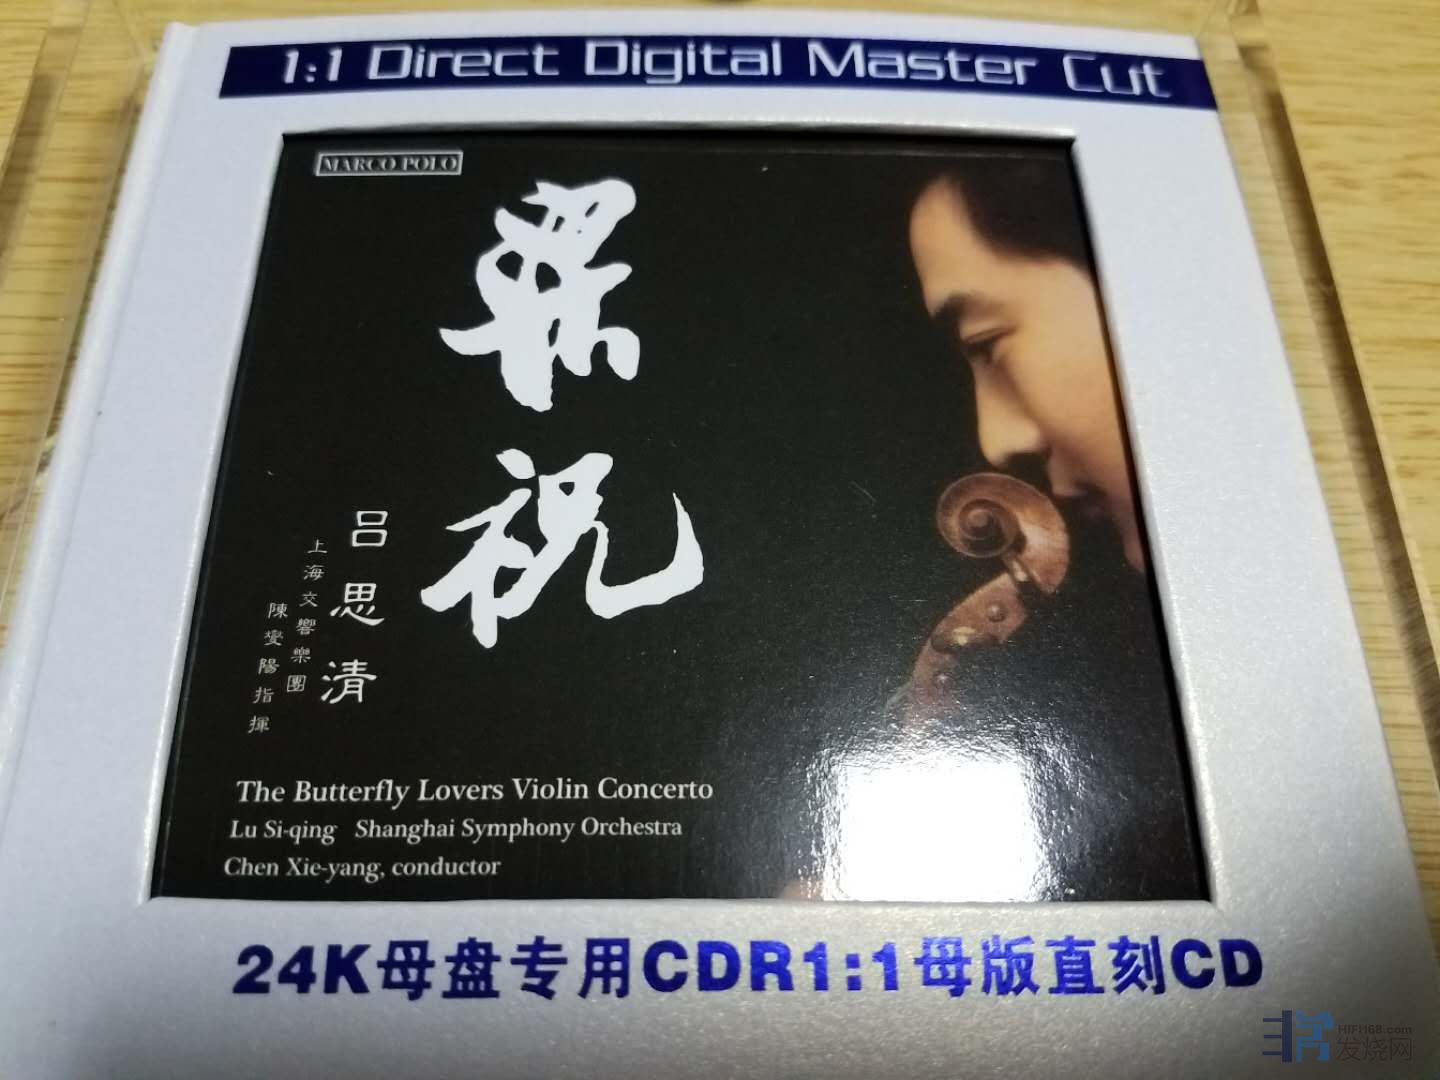 1:1 Direct Digital Master Cut
MARCO POLO
梁祝
吕思清
上海交響樂團
陳燮陽指揮
The Butterfly Lovers Violin Concerto
Lu Si-qing Shanghai Symphony Orchestra
Chen Xie-yang, conductor
24K母盘专用CDR1:1母版直刻CD
HIFI168.com
发烧网